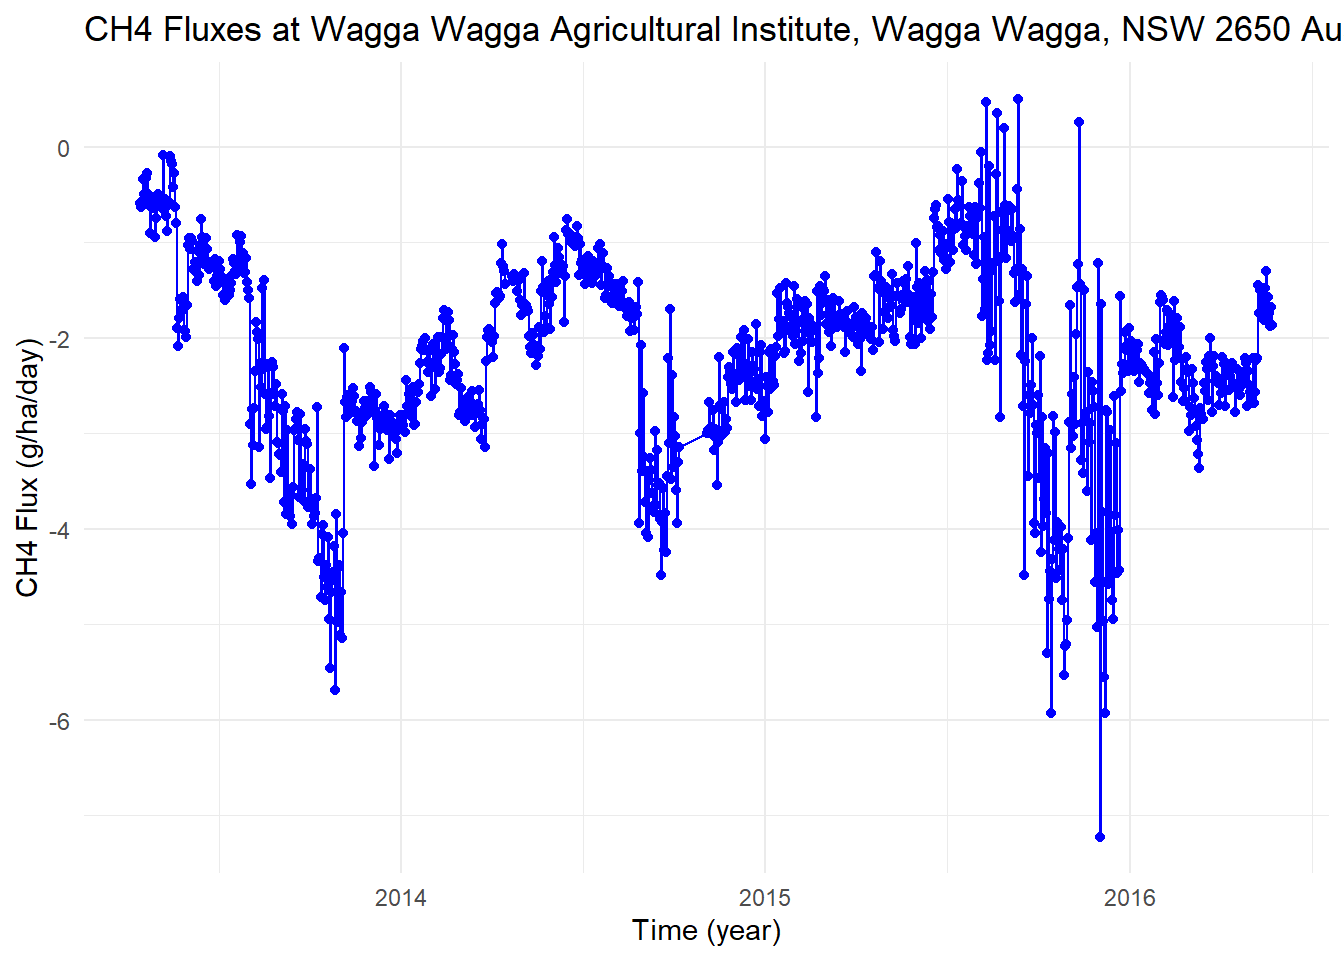 CH4 Fluxes at Wagga Wagga Agricultural Institute, Wagga Wagga, NSW 2650 Au
0
-2
-4
-6
CH4 Flux (g/ha/day)
2014
2015
2016
Time (year)